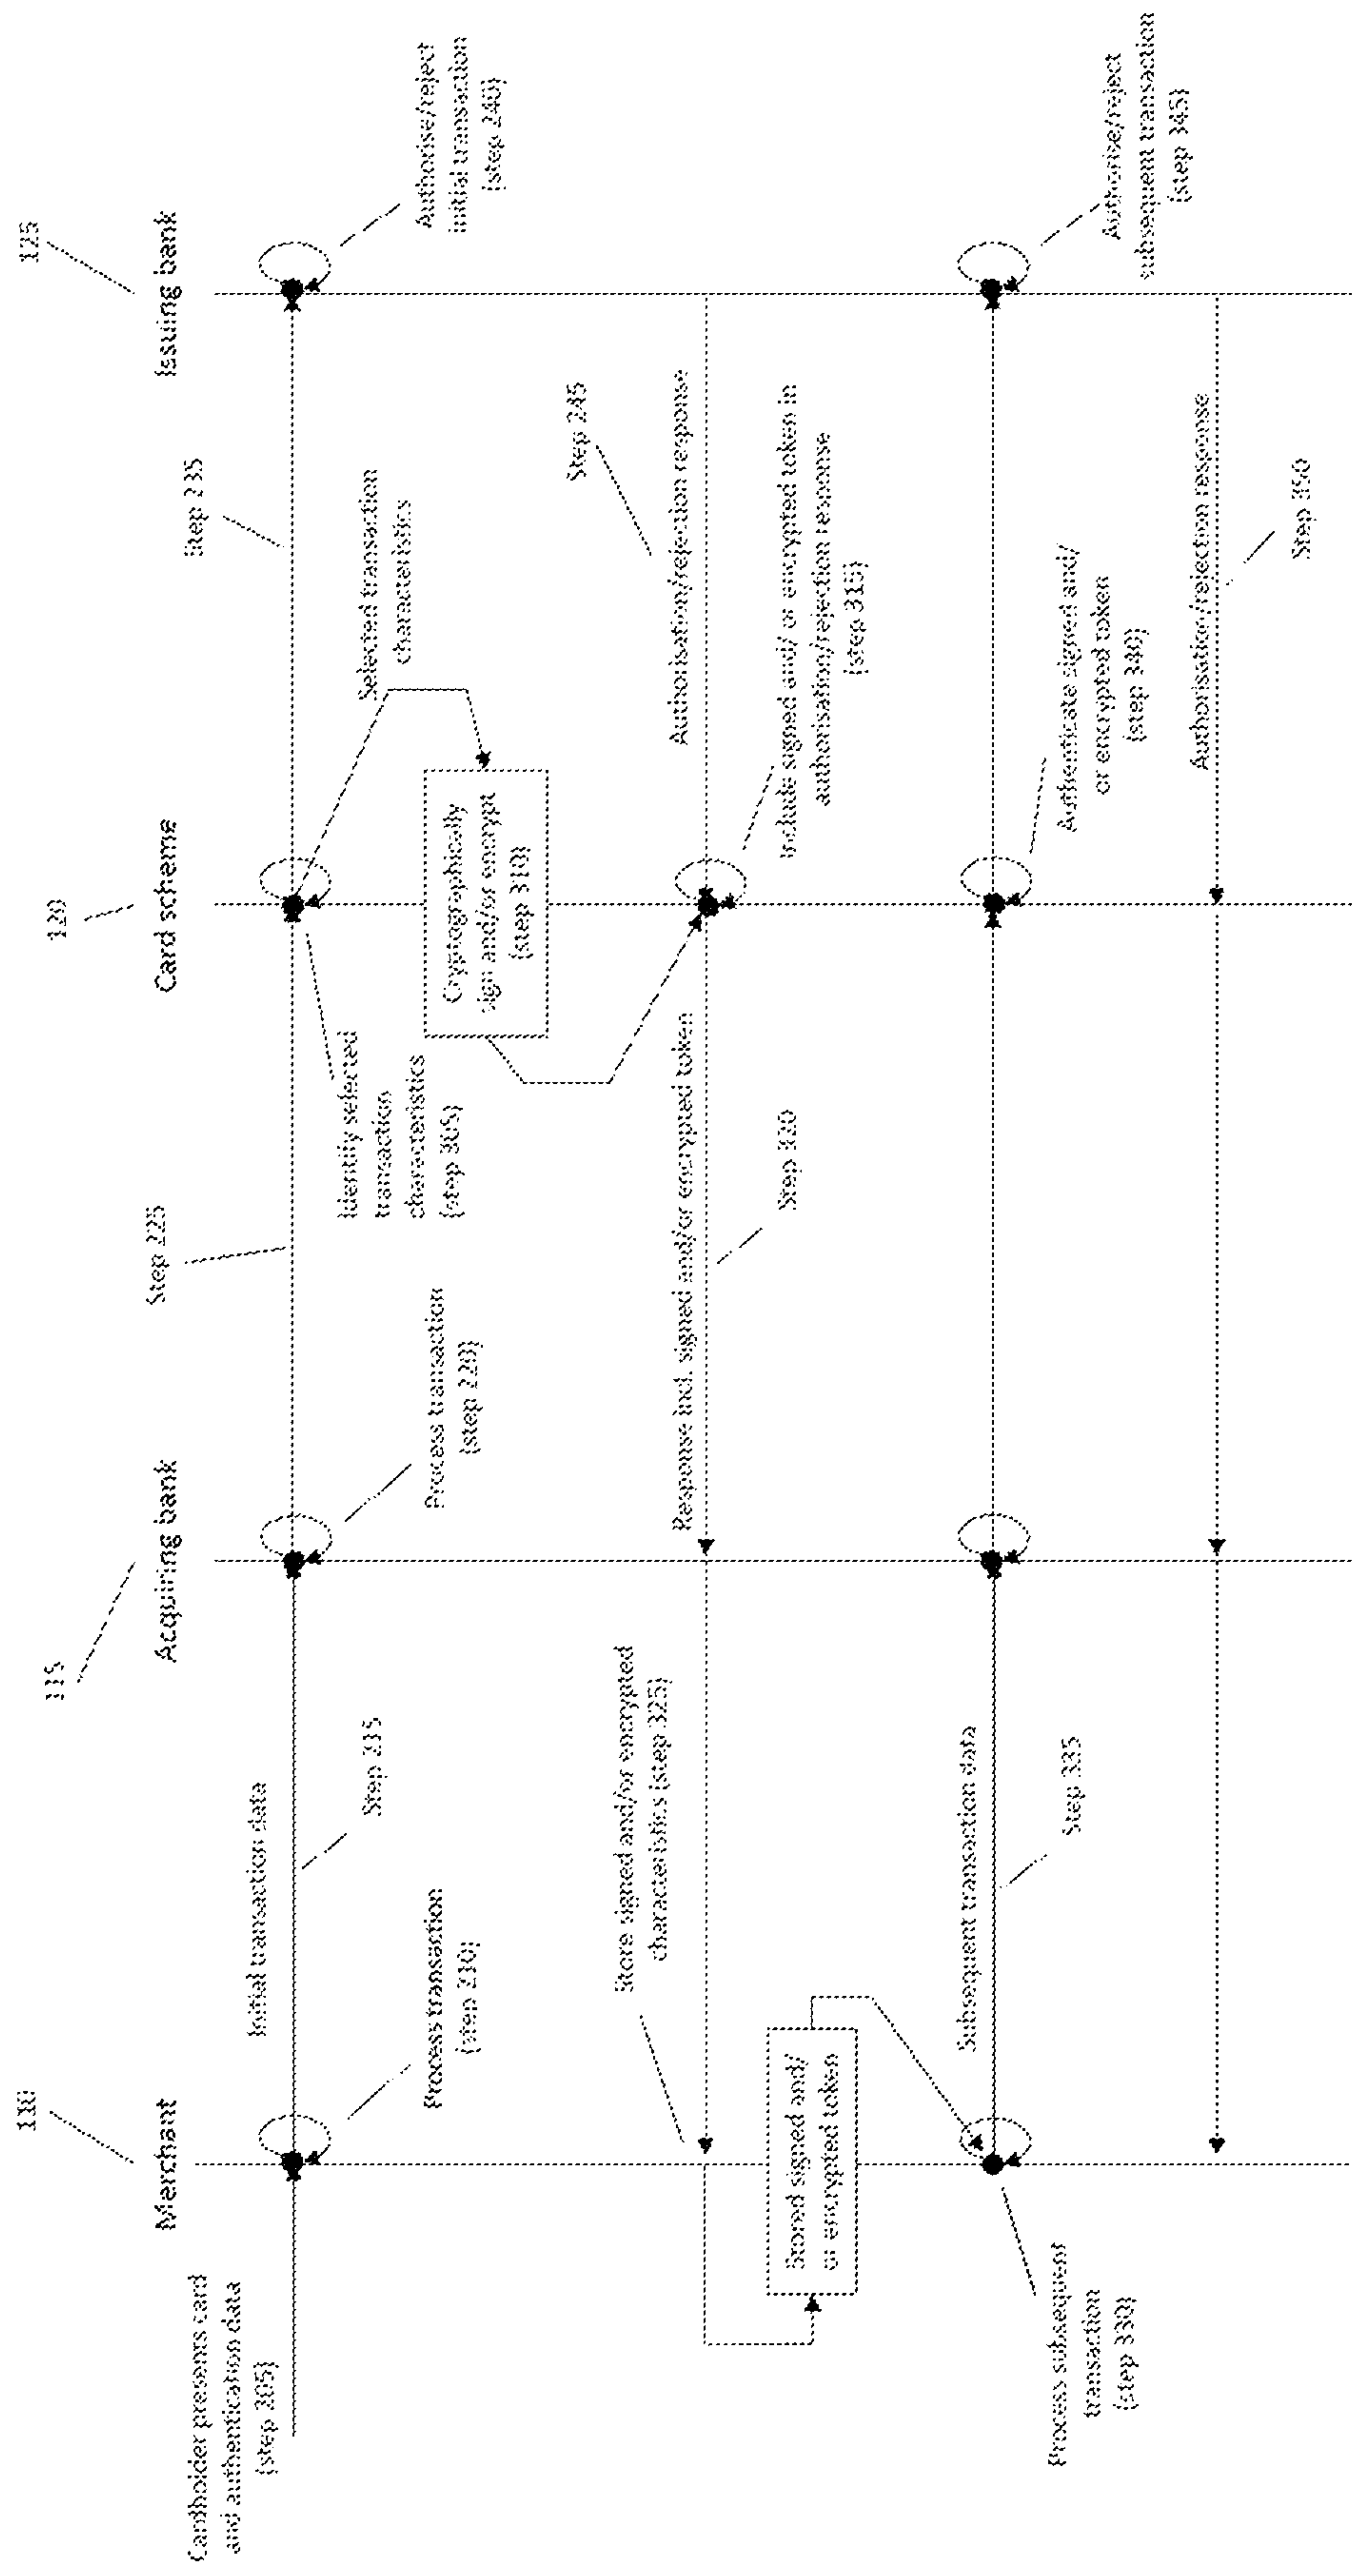 110
Merchant
115
Acquiring bank
120
Card scheme
125
Issuing bank
Cardholder presents card
and authentication data
(step 205)
Initial transaction data
Step 215
Process transaction
(step 210)
Process transaction
(step 220)
Step 225
Identify selected
transaction
characteristics
(step 305)
Step 235
Selected transaction
characteristics
Cryptographically
sign and/or encrypt
(step 310)
Authorise/reject
initial transaction
(step 240)
Step 245
Authorisation/rejection response
Include signed and/ or encrypted token in
authorisation/rejection response
(step 315)
Response incl. signed and/or encrypted token
Step 320
Store signed and/or encrypted
characteristics (step 325)
Stored signed and/
or encrypted token
Process subsequent
transaction
(step 330)
Subsequent transaction data
Step 335
Authenticate signed and/
or encrypted token
(step 340)
Authorise/reject
subsequent transaction
(step 345)
Authorisation/rejection response
Step 350